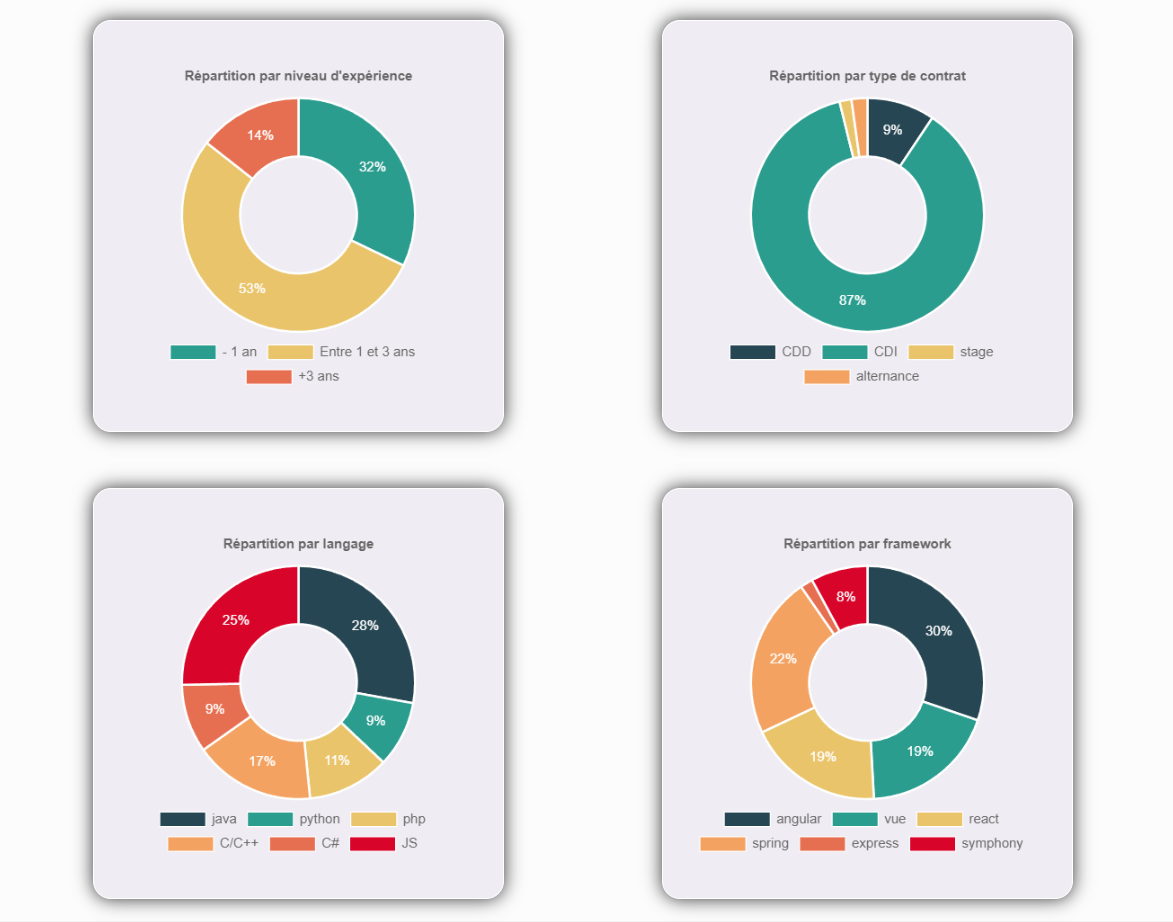 Répartition par niveau d'expérience
14%
32%
53%
- 1 an Entre 1 et 3 ans
+3 ans
Répartition par type de contrat
9%
87%
CDD CDI stage
alternance
Répartition par langage
25%
28%
9%
9%
17%
11%
java python php
C/C++ C# JS
Répartition par framework
8%
30%
22%
19%
19%
angular vue react
spring express symphony